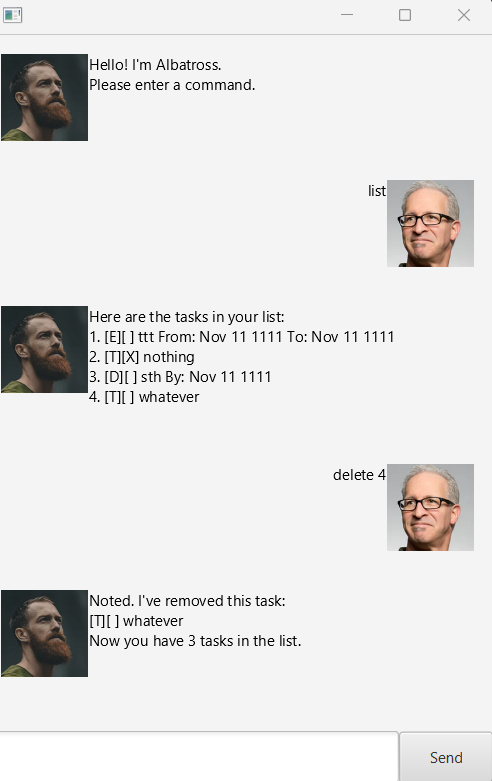 Hello! I'm Albatross.
Please enter a command.
list
Here are the tasks in your list:
1. [E][ ] ttt From: Nov 11 1111 To: Nov 11 1111
2. [T][X] nothing
3. [D][ ] sth By: Nov 11 1111
4. [T][ ] whatever
delete 4
Noted. I've removed this task:
[T][ ] whatever
Now you have 3 tasks in the list.
Send